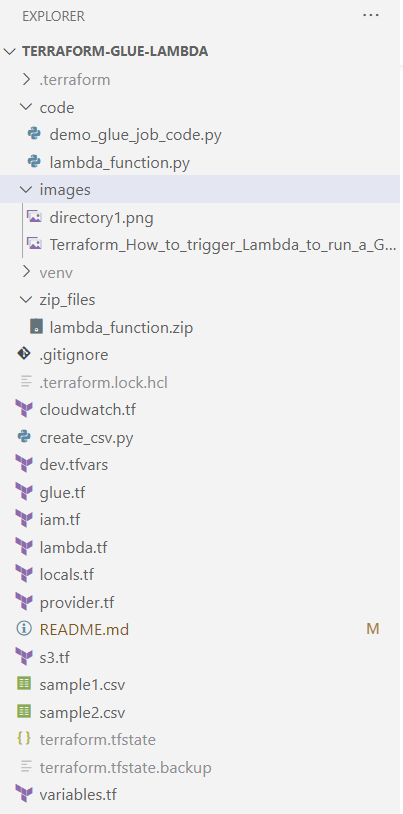 EXPLORER ...
TERRAFORM-GLUE-LAMBDA
.terraform
code
demo_glue_job_code.py
lambda_function.py
images
directory1.png
Terraform_How_to_trigger_Lambda_to_run_a_G...
venv
zip_files
lambda_function.zip
.gitignore
.terraform.lock.hcl
cloudwatch.tf
create_csv.py
dev.tfvars
glue.tf
iam.tf
lambda.tf
locals.tf
provider.tf
README.md M
s3.tf
sample1.csv
sample2.csv
terraform.tfstate
terraform.tfstate.backup
variables.tf